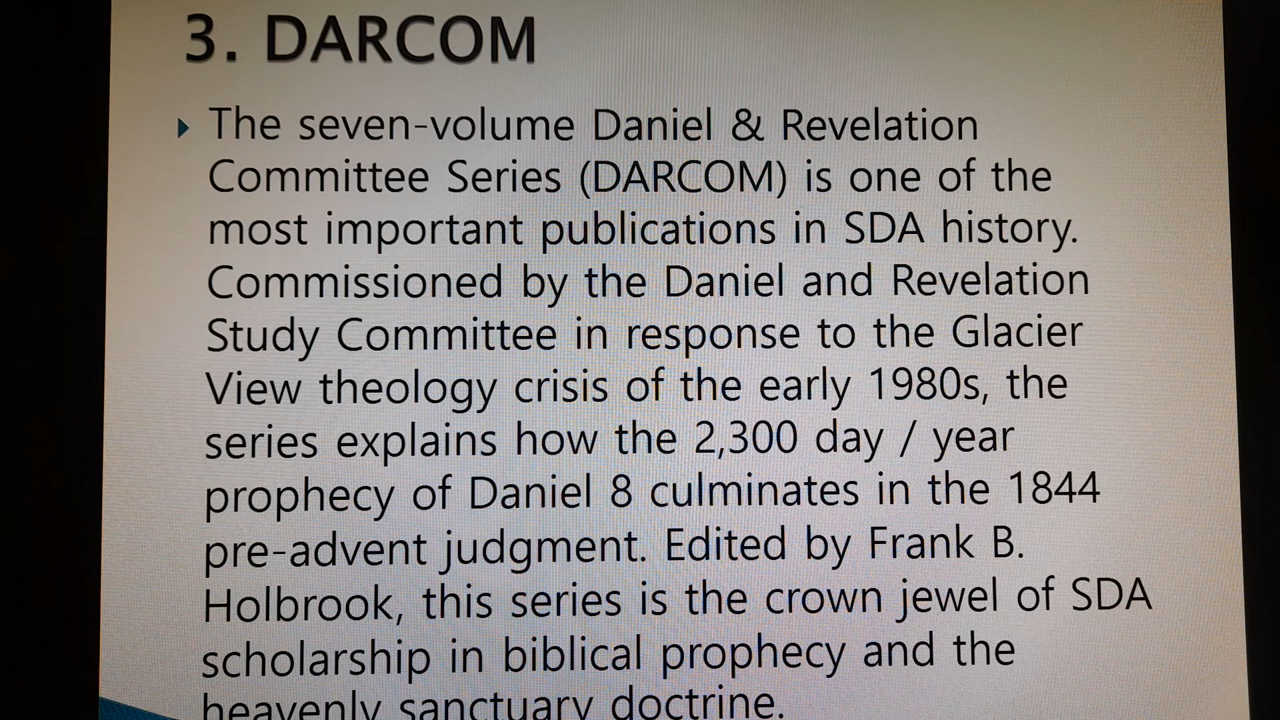 3. DARCOM
The seven-volume Daniel & Revelation
Committee Series (DARCOM) is one of the
most important publications in SDA history.
Commissioned by the Daniel and Revelation
Study Committee in response to the Glacier
View theology crisis of the early 1980s, the
series explains how the 2,300 day / year
prophecy of Daniel 8 culminates in the 1844
pre-advent judgment. Edited by Frank B.
Holbrook, this series is the crown jewel of SDA
scholarship in biblical prophecy and the
heavenly sanctuary doctrine.